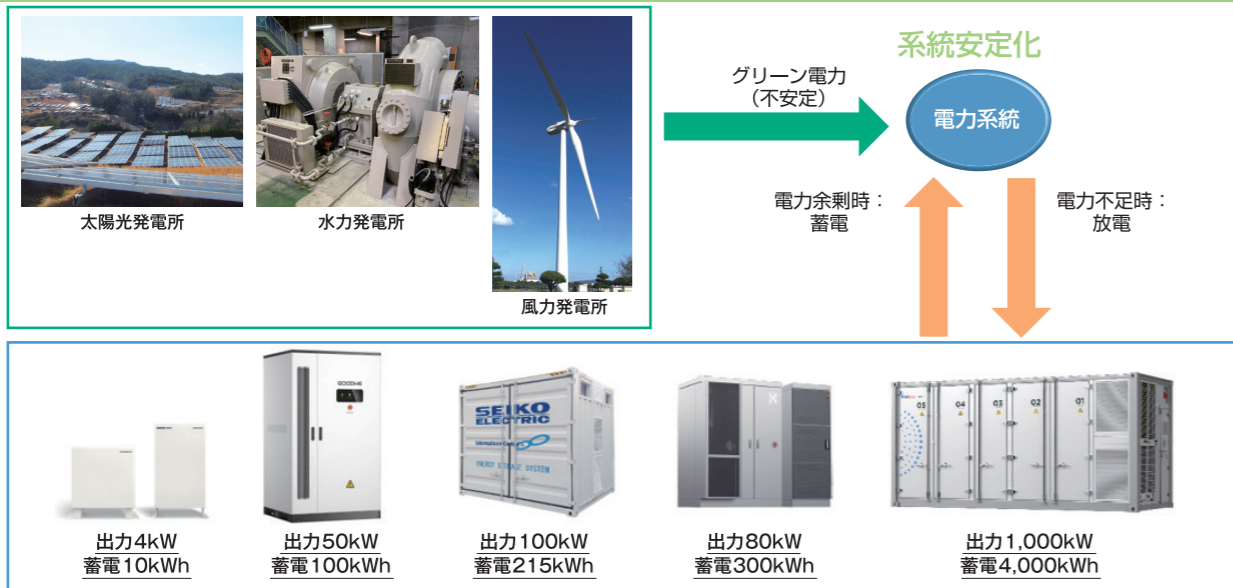 太陽光発電所
水力発電所
風力発電所
グリーン電力
（不安定）
系統安定化
電力系統
電力余剰時：
蓄電
電力不足時：
放電
GOODWE
SEIKO
ELECTRIC
ENERGY STORAGE SYSTEM
05
04
03
02
01
出力4kW
蓄電10kWh
出力50kW
蓄電100kWh
出力100kW
蓄電215kWh
出力80kW
蓄電300kWh
出力1,000kW
蓄電4,000kWh